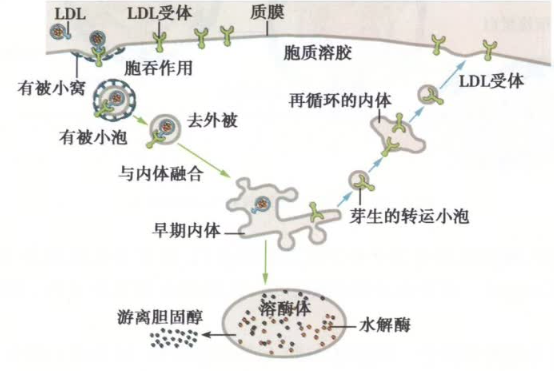 LDL
LDL受体
质膜
胞质溶胶
有被小窝
胞吞作用
LDL受体
再循环的内体
有被小泡
去外被
与内体融合
芽生的转运小泡
早期内体
溶酶体
游离胆固醇
水解酶